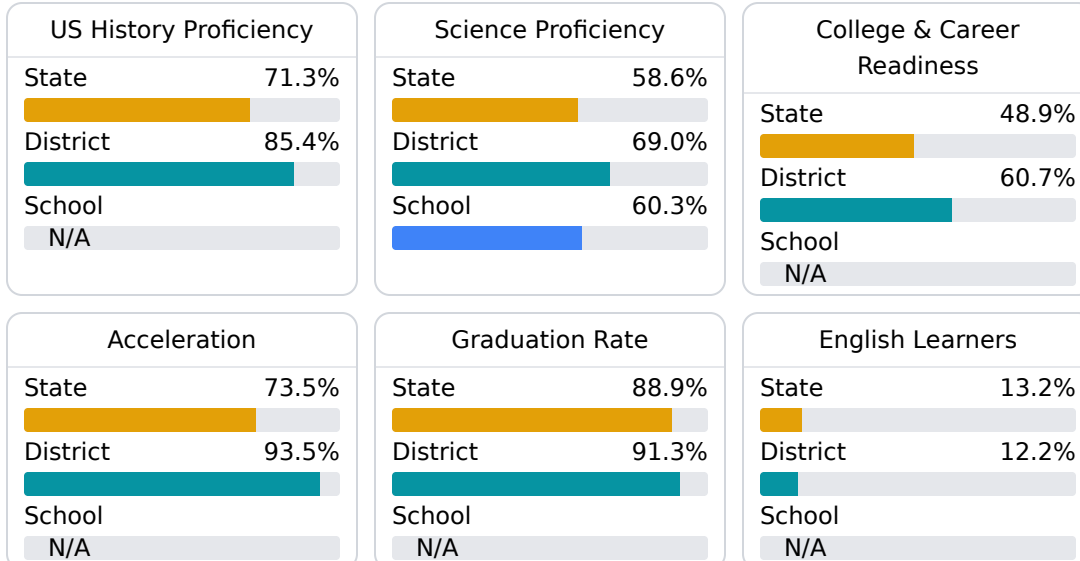 US History Proficiency
State 71.3%
District 85.4%
School
N/A
Science Proficiency
State 58.6%
District 69.0%
School 60.3%
College & Career
Readiness
State 48.9%
District 60.7%
School
N/A
Acceleration
State 73.5%
District 93.5%
School
N/A
Graduation Rate
State 88.9%
District 91.3%
School
N/A
English Learners
State 13.2%
District 12.2%
School
N/A